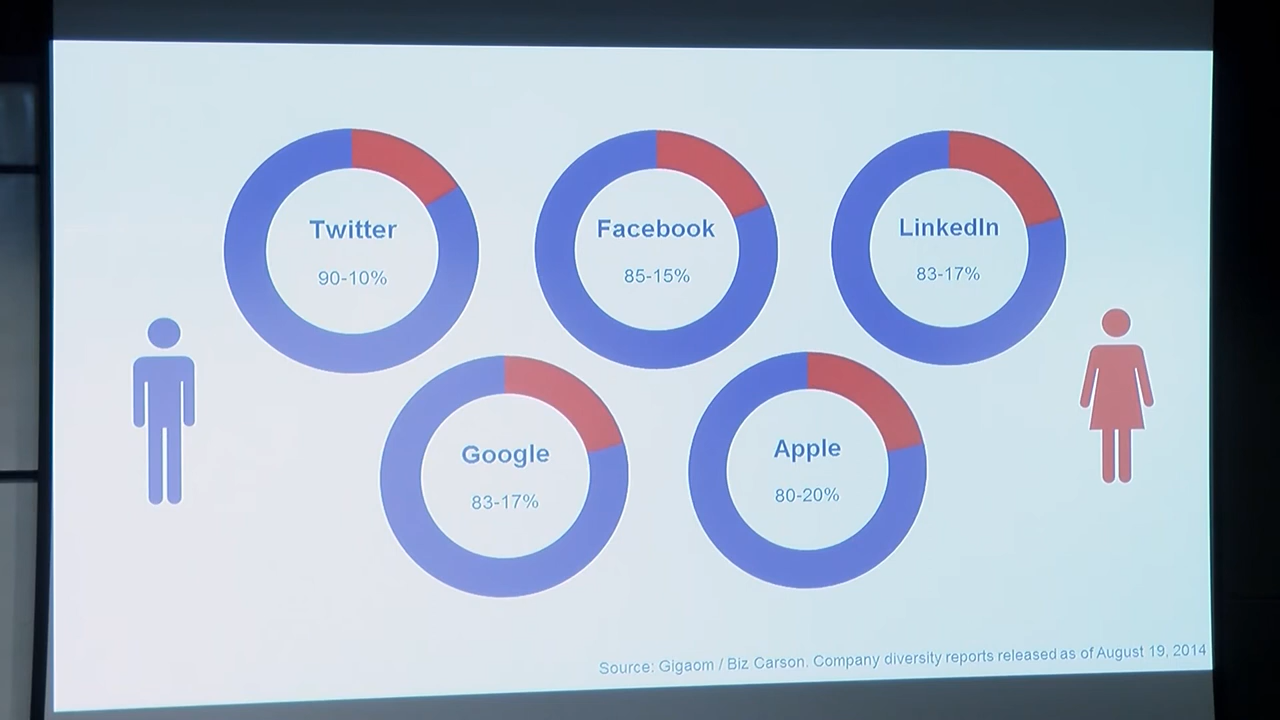 Twitter
90-10%
Facebook
85-15%
LinkedIn
83-17%
Google
83-17%
Apple
80-20%
Source: Gigaom / Biz Carson. Company diversity reports released as of August 19, 2014